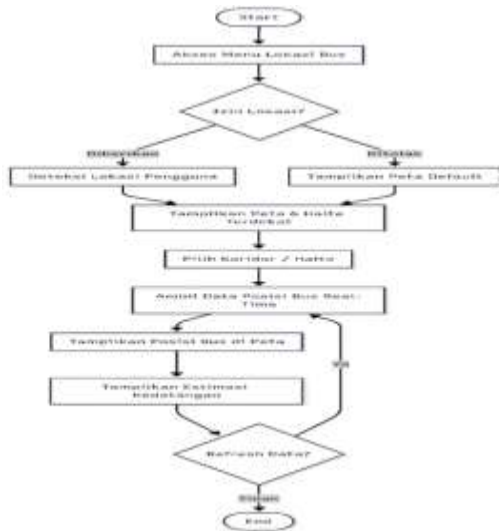 Start
Akses Menu Lokasi Bus
Izin Lokasi?
Diberikan
Ditolak
Deteksi Lokasi Pengguna
Tampilkan Peta Default
Tampilkan Peta & Halte
Terdekat
Pilih Koridor / Halte
Ambil Data Posisi Bus Real-
Time
Tampilkan Posisi Bus di Peta
Ya
Tampilkan Estimasi
Kedatangan
Refresh Data?
Tidak
End